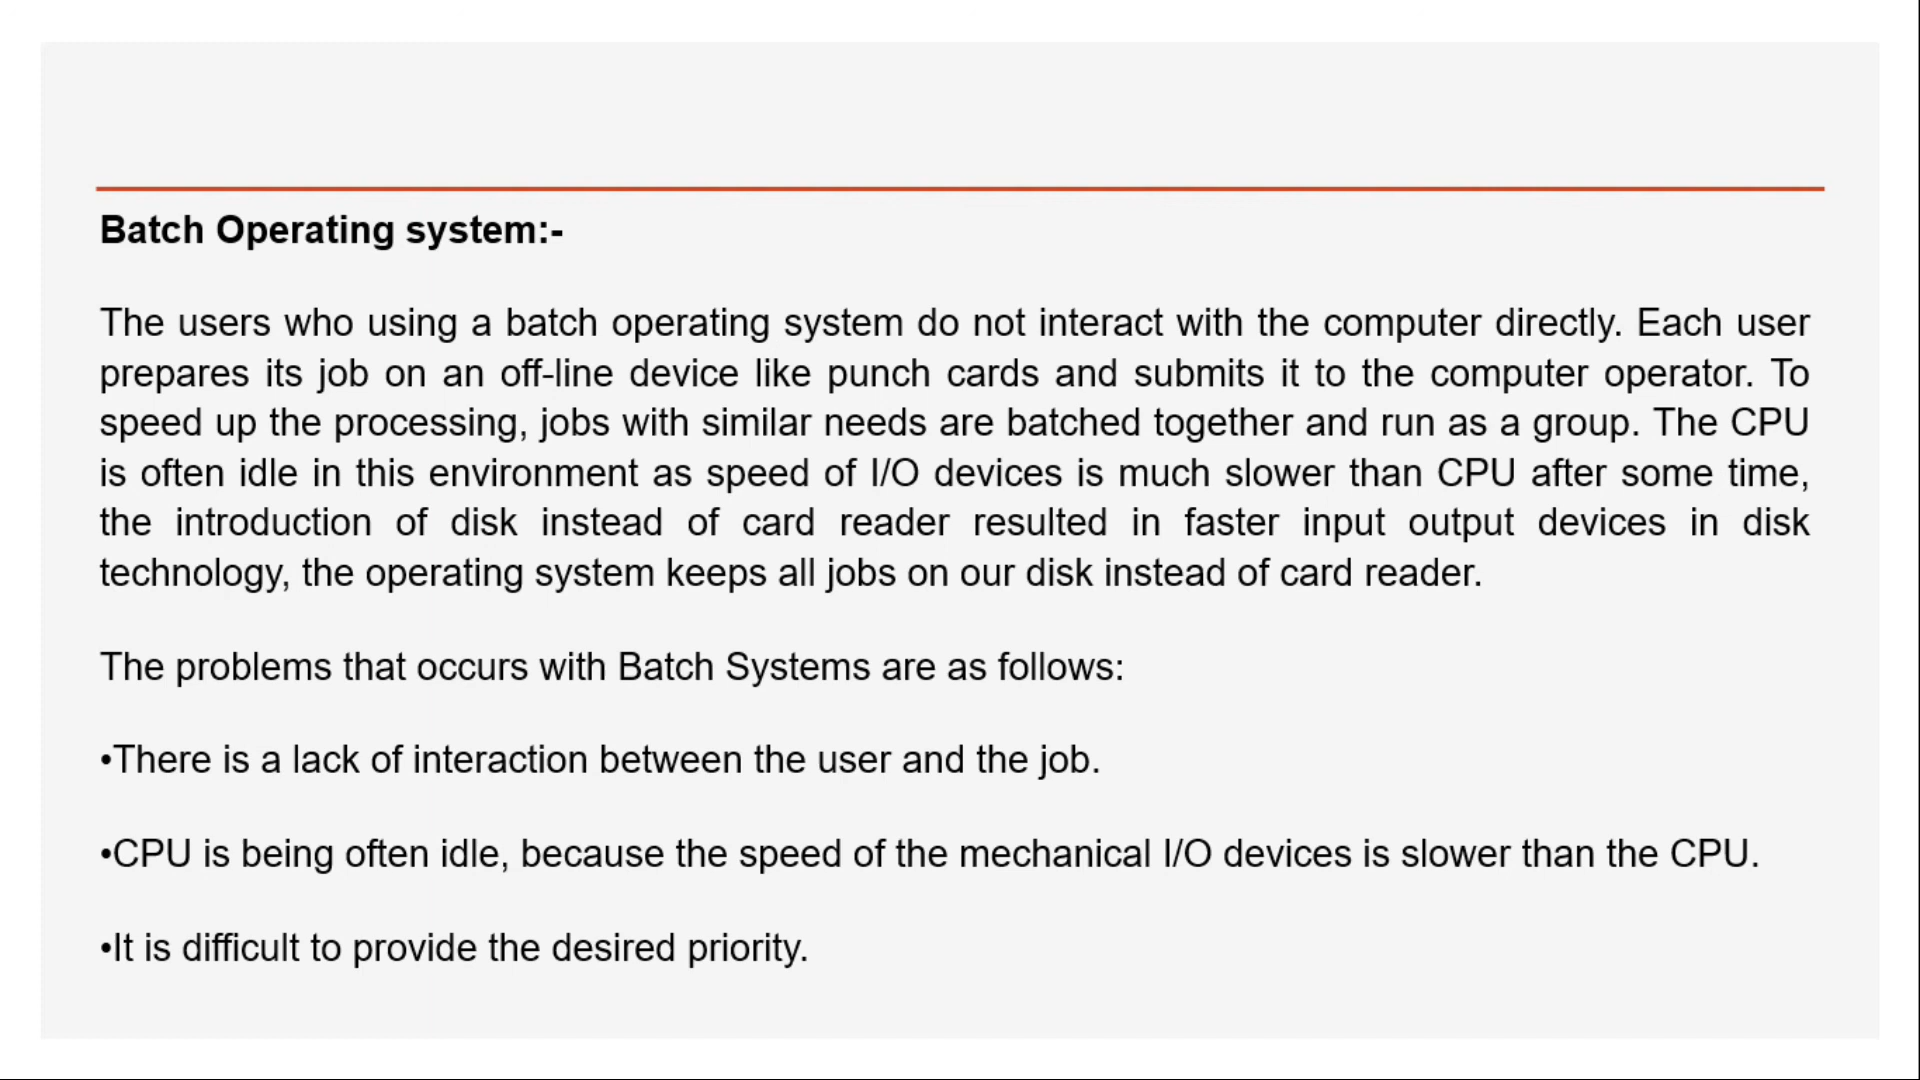 Batch Operating system:-
The users who using a batch operating system do not interact with the computer directly. Each user
prepares its job on an off-line device like punch cards and submits it to the computer operator. To
speed up the processing, jobs with similar needs are batched together and run as a group. The CPU
is often idle in this environment as speed of I/O devices is much slower than CPU after some time,
the introduction of disk instead of card reader resulted in faster input output devices in disk
technology, the operating system keeps all jobs on our disk instead of card reader.
The problems that occurs with Batch Systems are as follows:
•There is a lack of interaction between the user and the job.
•CPU is being often idle, because the speed of the mechanical I/O devices is slower than the CPU.
•It is difficult to provide the desired priority.